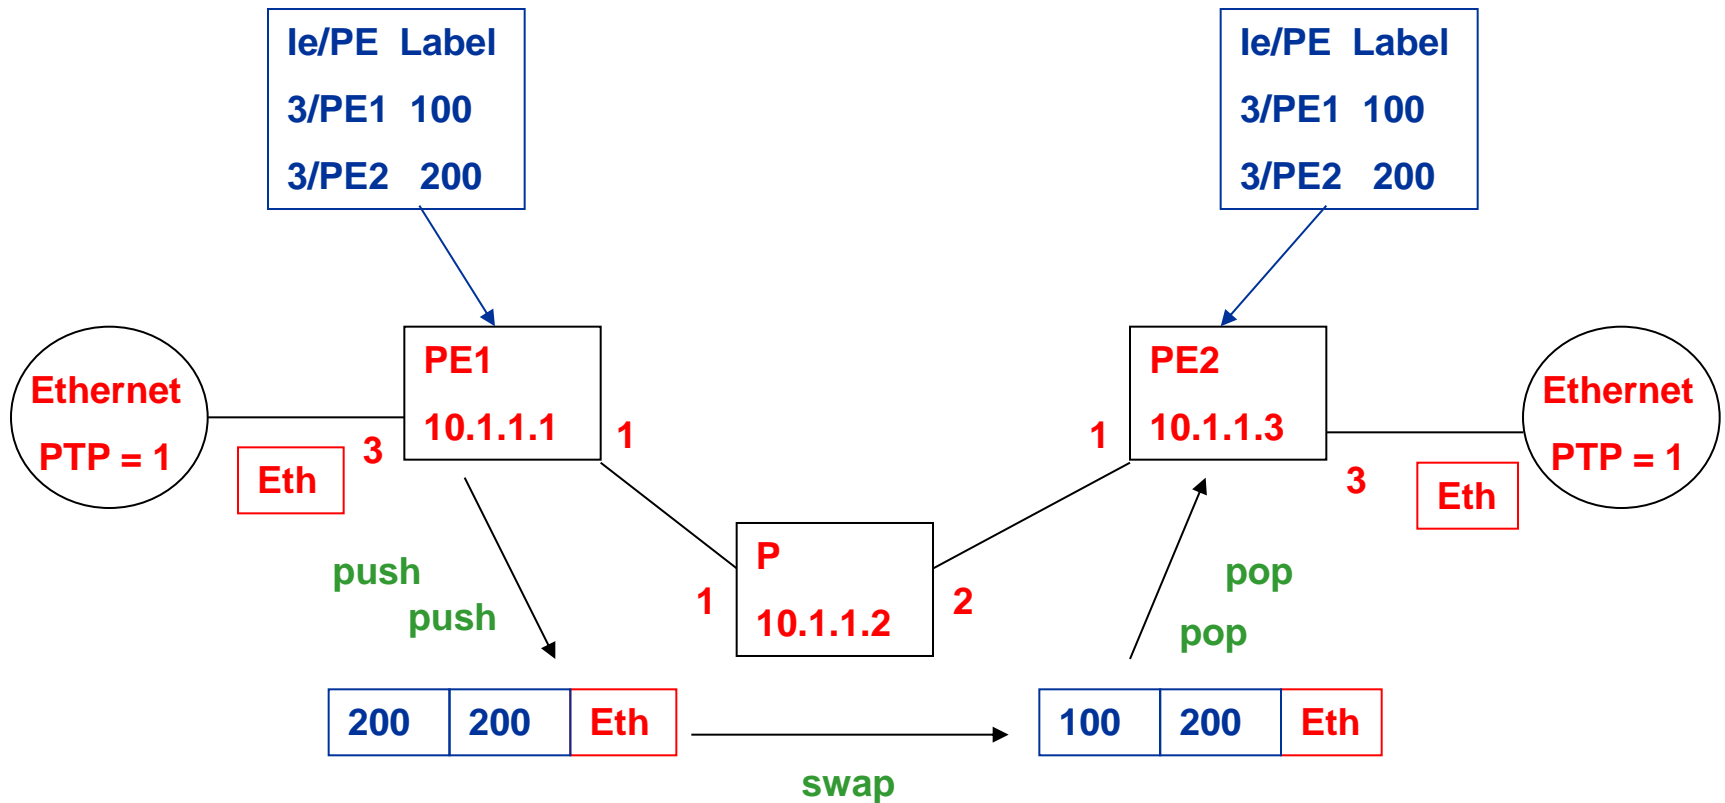 Ie/PE Label
3/PE1 100
3/PE2 200
Ie/PE Label
3/PE1 100
3/PE2 200
Ethernet
PTP = 1
Eth
3
PE1
10.1.1.1
1
P
10.1.1.2
1
2
1
PE2
10.1.1.3
3
Eth
Ethernet
PTP = 1
push
push
pop
pop
200 200 Eth
swap
100 200 Eth